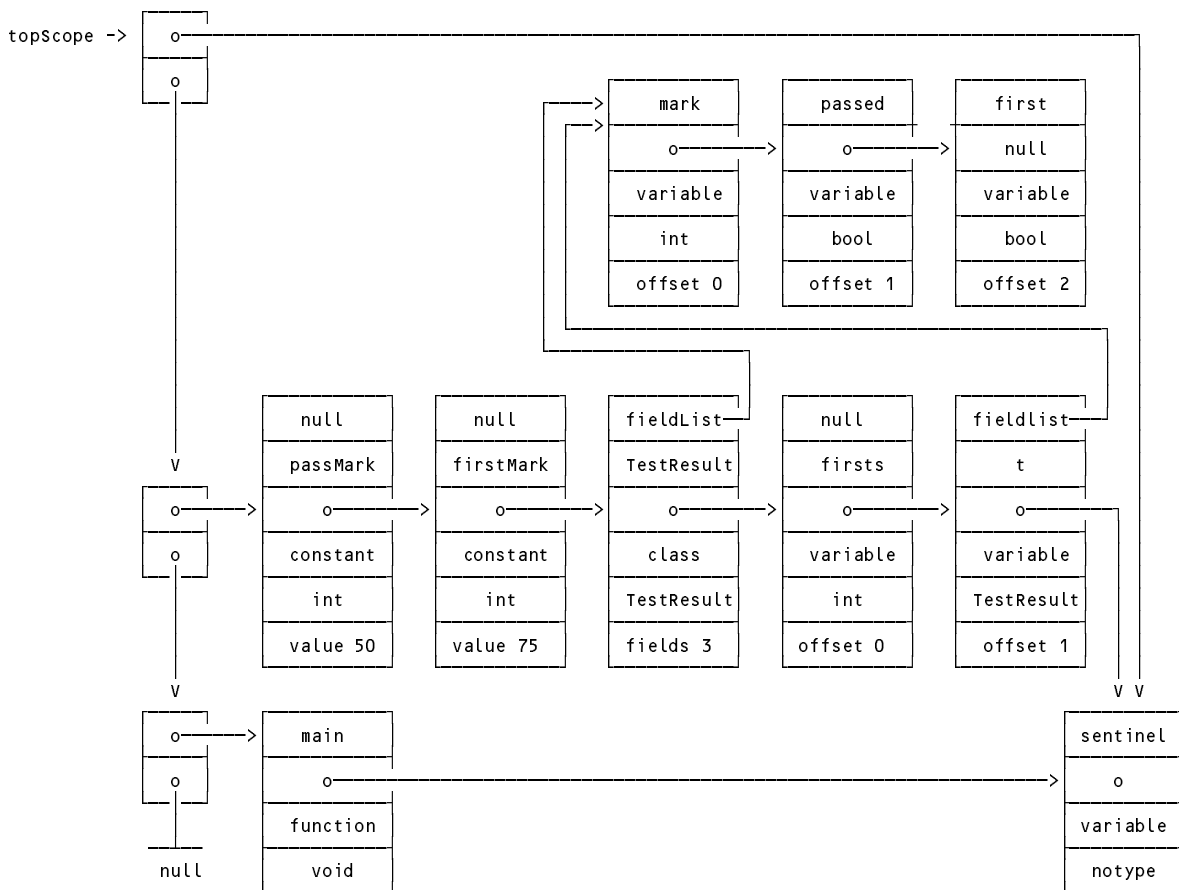 topScope -> o
o
mark passed first
o o null
variable variable variable
int bool bool
offset 0 offset 1 offset 2
null null fieldList null fieldlist
passMark firstMark TestResult firsts t
o o o o o o
o constant constant class variable variable
int int TestResult int TestResult
value 50 value 75 fields 3 offset 0 offset 1
o main sentinel
o o o
function variable
null void notype